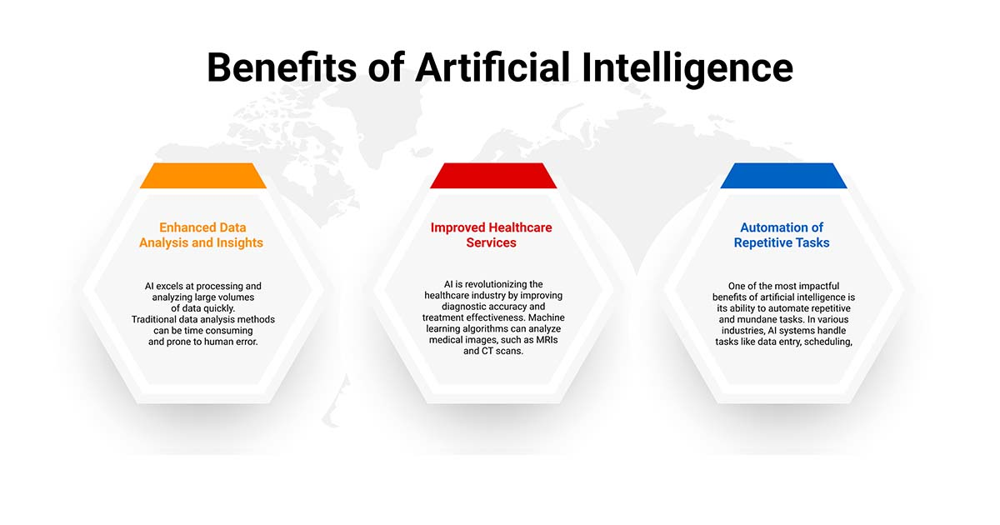 Benefits of Artificial Intelligence
Enhanced Data
Analysis and Insights
AI excels at processing and
analyzing large volumes
of data quickly.
Traditional data analysis methods
can be time consuming
and prone to human error.
Improved Healthcare
Services
AI is revolutionizing the
healthcare industry by improving
diagnostic accuracy and
treatment effectiveness. Machine
learning algorithms can analyze
medical images, such as MRIs
and CT scans.
Automation of
Repetitive Tasks
One of the most impactful
benefits of artificial intelligence is
its ability to automate repetitive
and mundane tasks. In various
industries, AI systems handle
tasks like data entry, scheduling,